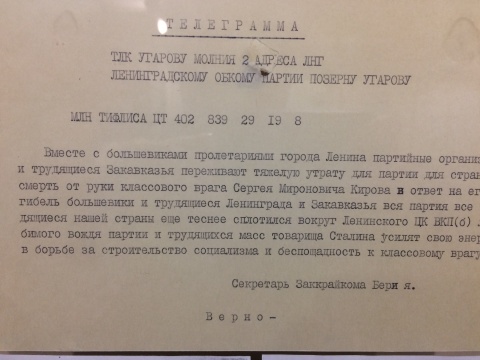 ТЕЛЕГРАММА
ТЛК УГАРОВУ МОЛНИЯ 2 АДРЕСА ЛНГ
ЛЕНИНГРАДСКОМУ ОБКОМУ ПАРТИИ ПОЗЕРНУ УГАРОВУ
МЛН ТИФЛИСА ЦТ 402 839 29 I9 8
Вместе с большевиками пролетариями города Ленина партийные органи
и трудящиеся Закавказья переживают тяжелую утрату для партии для стран
смерть от руки классового врага Сергея Мироновича Кирова в ответ на ег
гибель большевики и трудящиеся Ленинграда и Закавказья вся партия все
дящиеся нашей страны еще теснее сплотился вокруг Ленинского ЦК ВКП(б) .
бимого вождя партии и трудящихся масс товарища Сталина усилят свою энер
в борьбе за строительство социализма и беспощадность к классовому врагу
Секретарь Заккрайкома Бери я.
Верно -